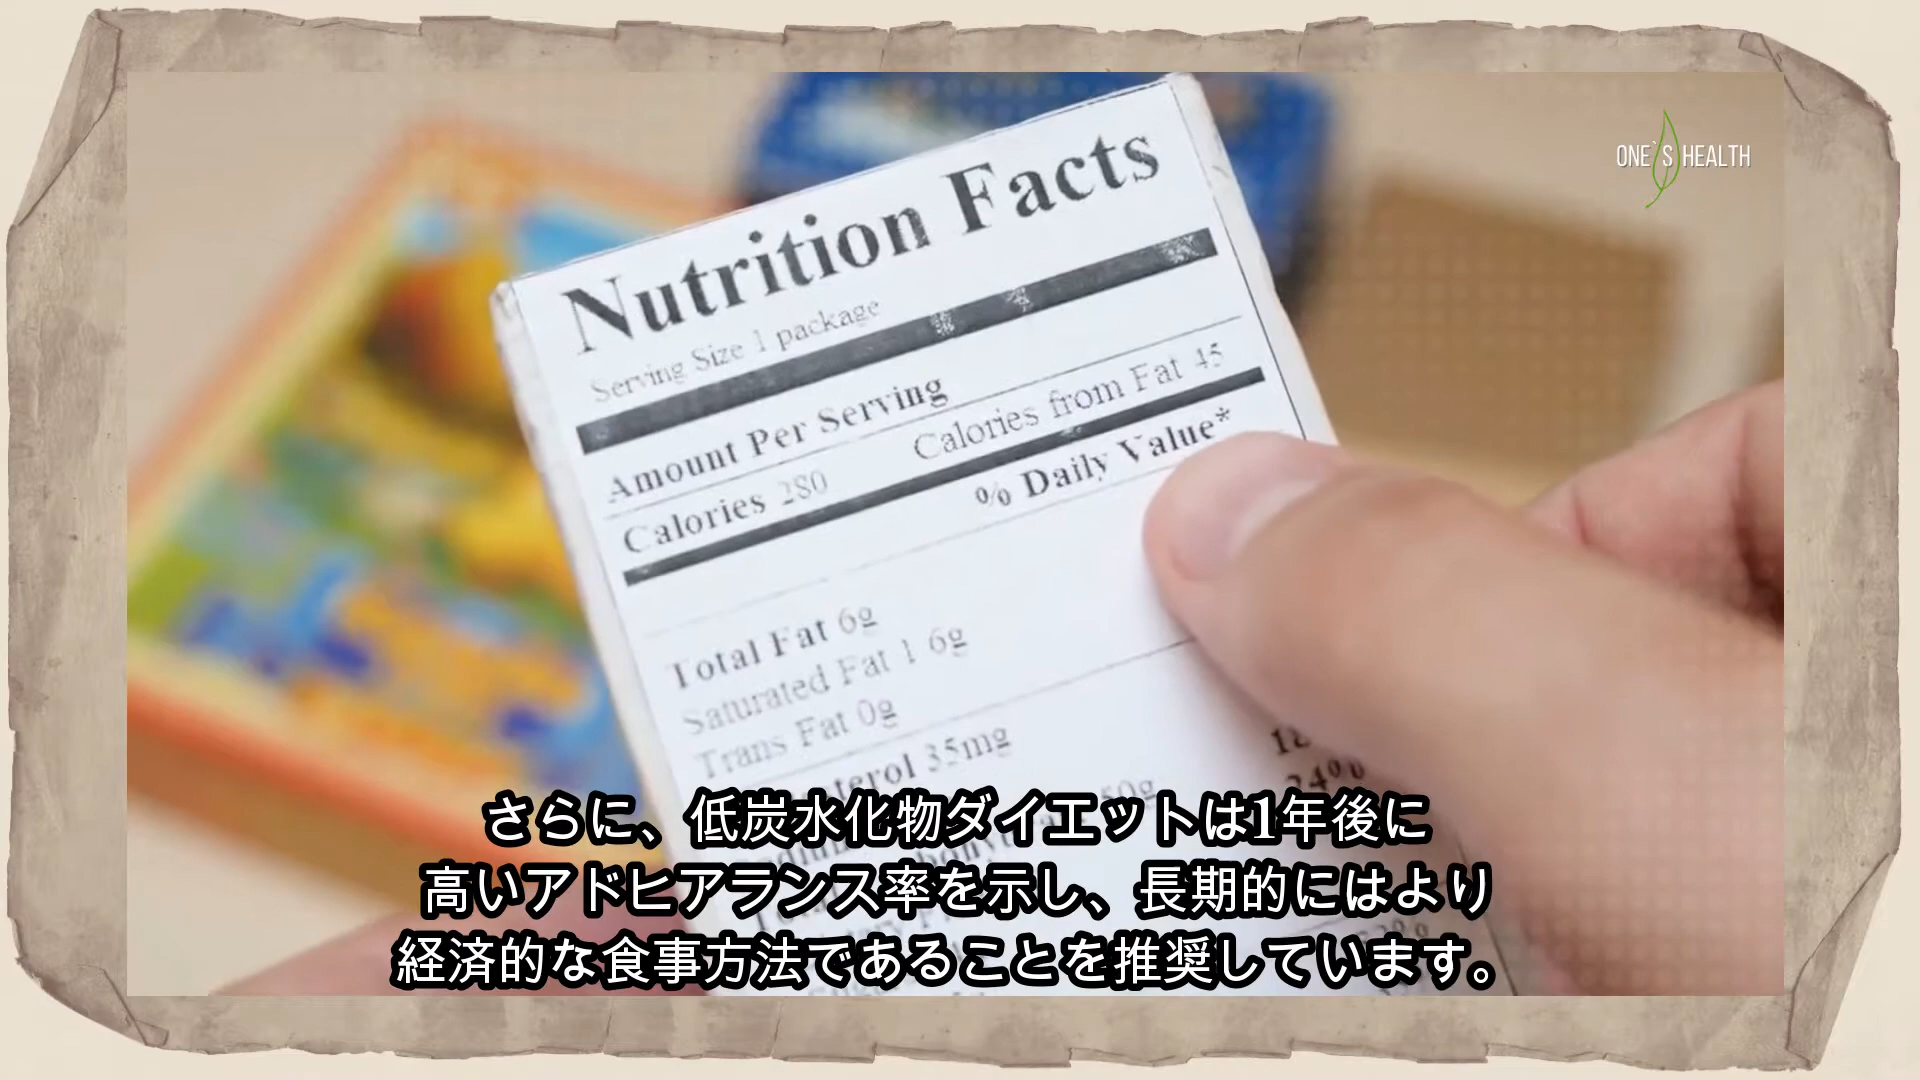 ONE'S HEALTH
Nutrition Facts
Serving Size 1 package
Amount Per Serving
Calories 280 Calories from Fat 45
% Daily Value*
Total Fat 6g
Saturated Fat 1 6g
Trans Fat 0g
35mg
さらに、低炭水化物ダイエットは1年後に
高いアドヒアランス率を示し、長期的にはより
経済的な食事方法であることを推奨しています。